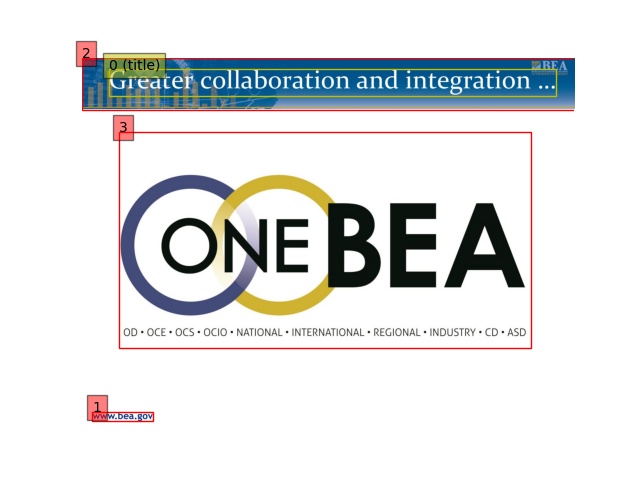 2
0 (title)
BEA
Greater collaboration and integration ...
3
ONE BEA
OD • OCE • OCS • OCIO • NATIONAL • INTERNATIONAL • REGIONAL • INDUSTRY • CD • ASD
1
www.bea.gov